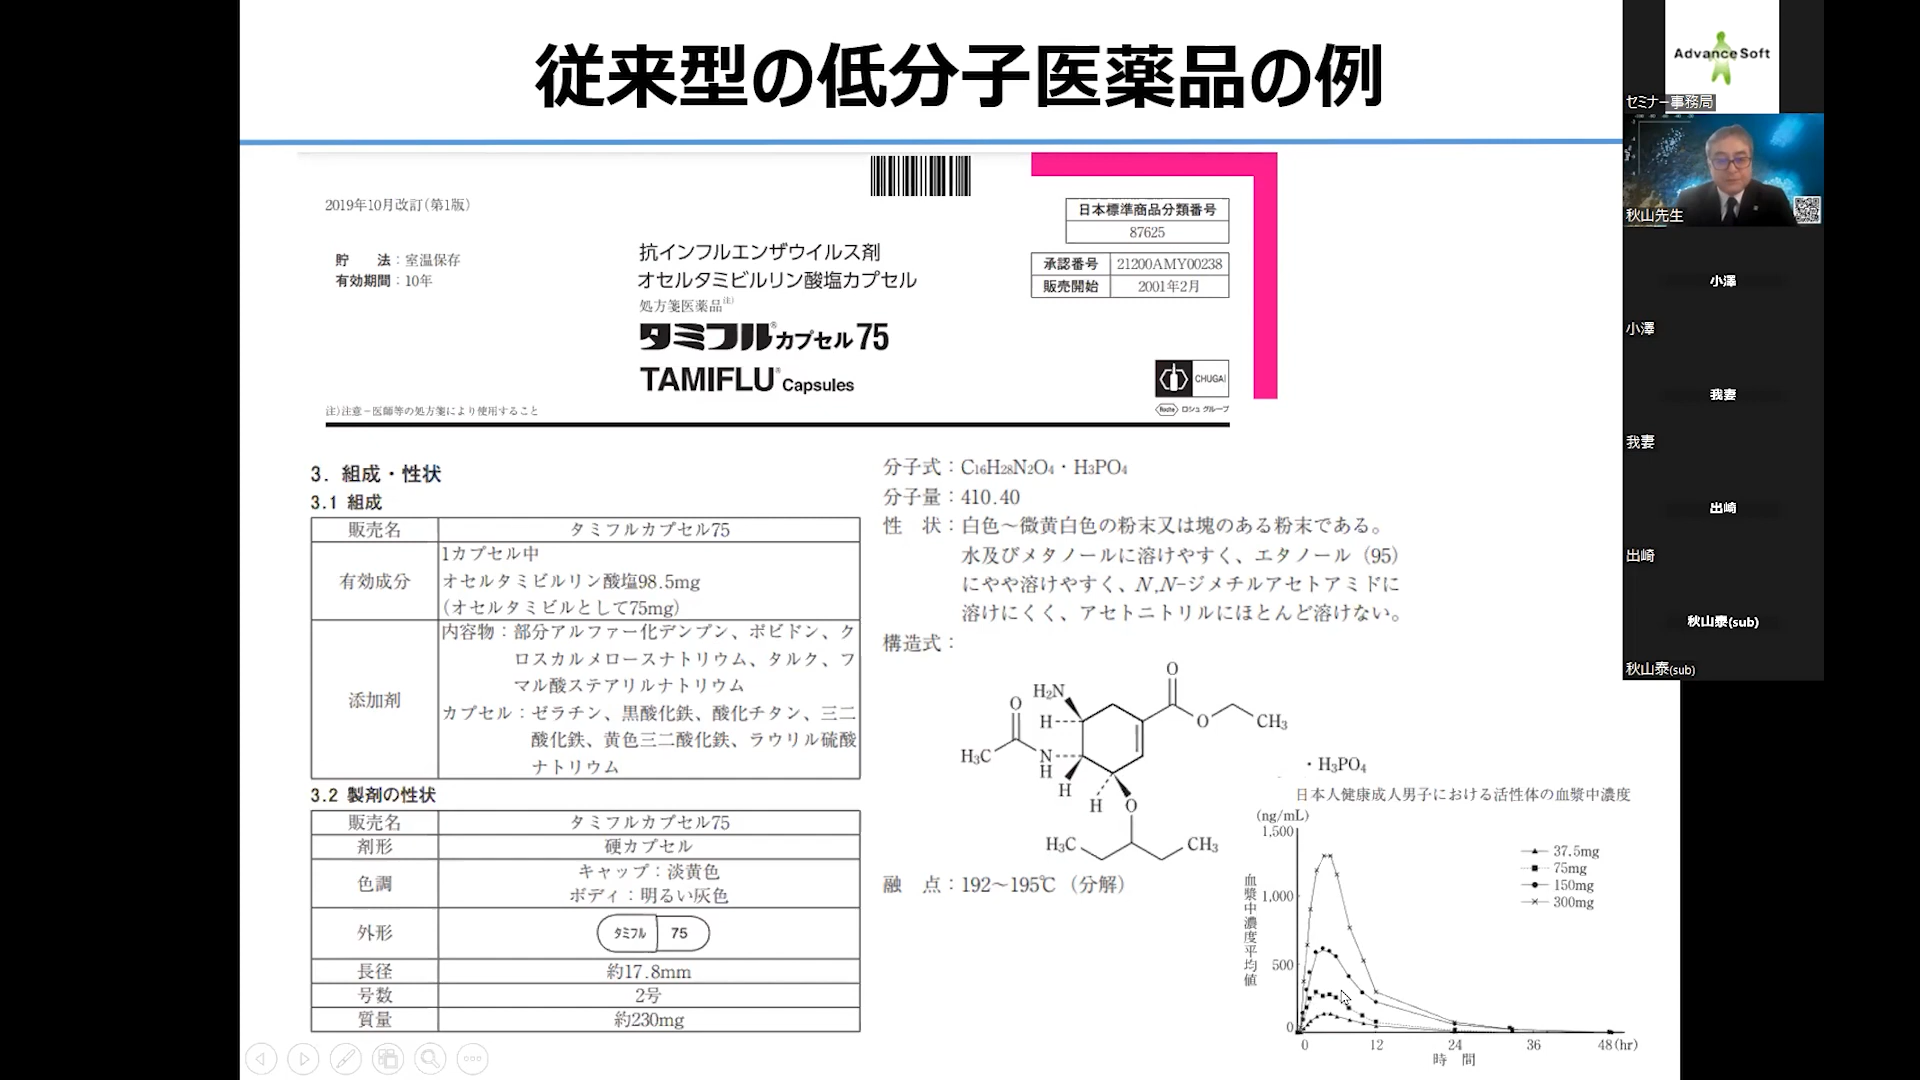 従来型の低分子医薬品の例
2019年10月改訂(第1版)
貯　法：室温保存
有効期間：10年
抗インフルエンザウイルス剤
オセルタミビルリン酸塩カプセル
処方箋医薬品注)
タミフル®カプセル75
TAMIFLU® Capsules
日本標準商品分類番号
87625
承認番号 21200AMY00238
販売開始 2001年2月
CHUGAI
Roche ロシュ グループ
注)注意－医師等の処方箋により使用すること
3. 組成・性状
3.1 組成
販売名 タミフルカプセル75
有効成分
1カプセル中
オセルタミビルリン酸塩98.5mg
(オセルタミビルとして75mg)
添加剤
内容物：部分アルファー化デンプン、ポビドン、ク
ロスカルメロースナトリウム、タルク、フ
マル酸ステアリルナトリウム
カプセル：ゼラチン、黒酸化鉄、酸化チタン、三二
酸化鉄、黄色三二酸化鉄、ラウリル硫酸
ナトリウム
3.2 製剤の性状
販売名 タミフルカプセル75
剤形 硬カプセル
色調
キャップ：淡黄色
ボディ：明るい灰色
外形 タミフル 75
長径 約17.8mm
号数 2号
質量 約230mg
分子式：C16H28N2O4・H3PO4
分子量：410.40
性　状：白色～微黄白色の粉末又は塊のある粉末である。
水及びメタノールに溶けやすく、エタノール（95）
にやや溶けやすく、N,N-ジメチルアセトアミドに
溶けにくく、アセトニトリルにほとんど溶けない。
構造式：
O
H2N
O
H
O
CH3
H3C
N
H
H
H
O
H3C
CH3
・H3PO4
融　点：192～195℃（分解）
日本人健康成人男子における活性体の血漿中濃度
(ng/mL)
1,500
1,000
500
0
血漿中濃度平均値
37.5mg
75mg
150mg
300mg
0 12 24 36 48(hr)
時　間
AdvanceSoft
セミナー事務局
秋山先生
小澤
小澤
我妻
我妻
出崎
出崎
秋山泰(sub)
秋山泰(sub)